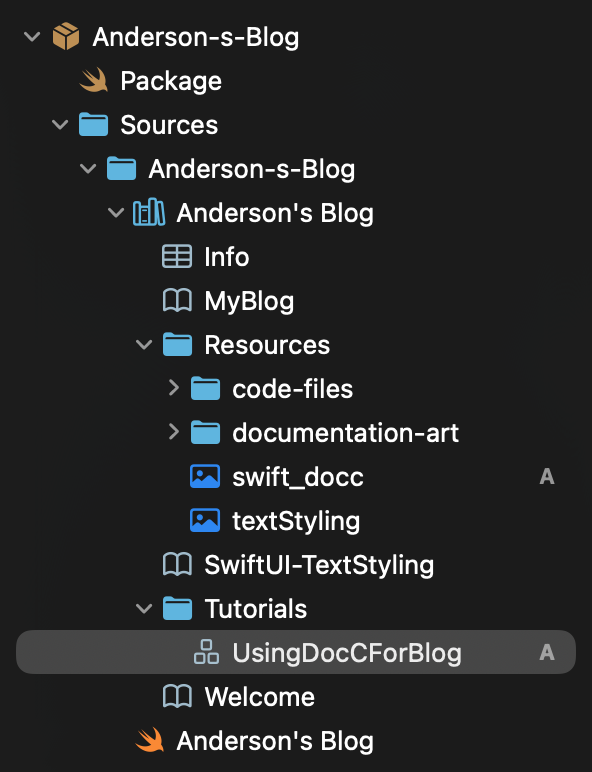 Anderson-s-Blog
Package
Sources
Anderson-s-Blog
Anderson's Blog
Info
MyBlog
Resources
code-files
documentation-art
swift_docc A
textStyling
SwiftUI-TextStyling
Tutorials
UsingDocCForBlog A
Welcome
Anderson's Blog